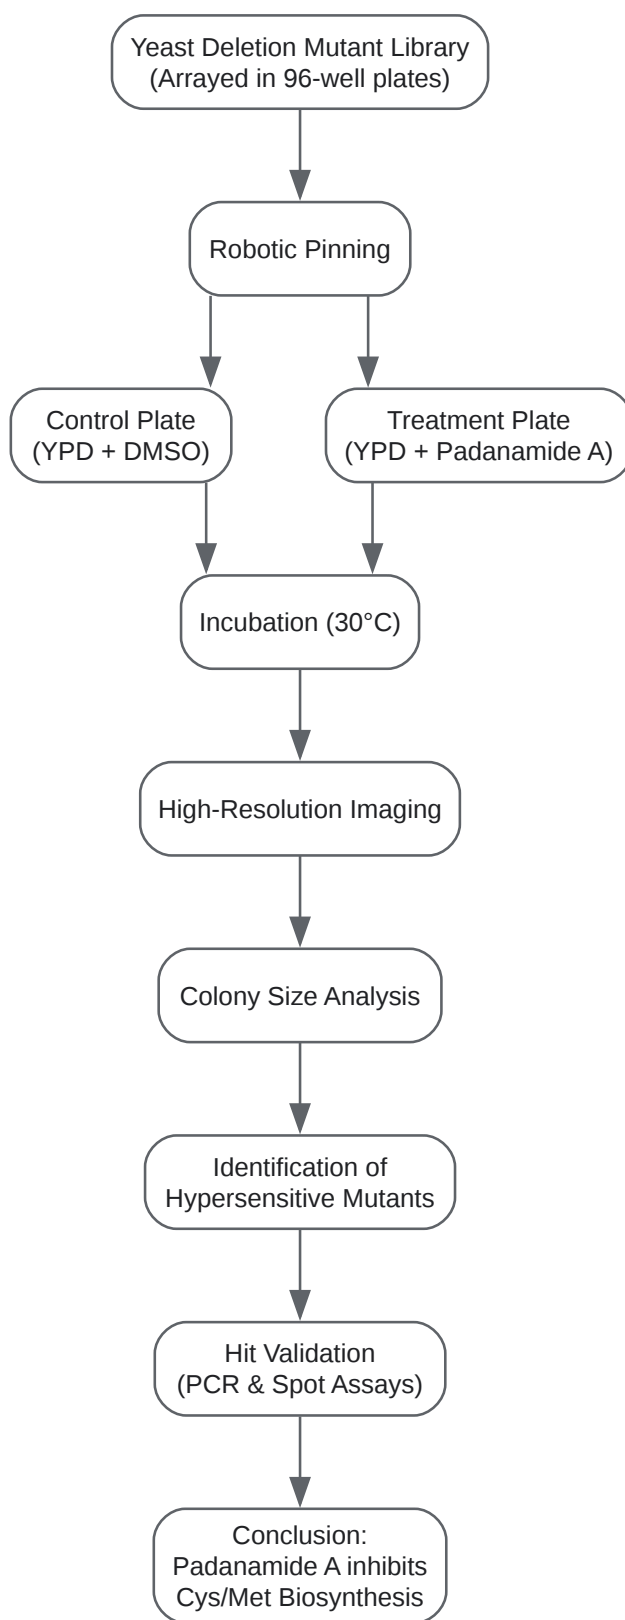 Yeast Deletion Mutant Library
(Arrayed in 96-well plates)
Robotic Pinning
Control Plate
(YPD + DMSO)
Treatment Plate
(YPD + Padanamide A)
Incubation (30°C)
High-Resolution Imaging
Colony Size Analysis
Identification of
Hypersensitive Mutants
Hit Validation
(PCR & Spot Assays)
Conclusion:
Padanamide A inhibits
Cys/Met Biosynthesis